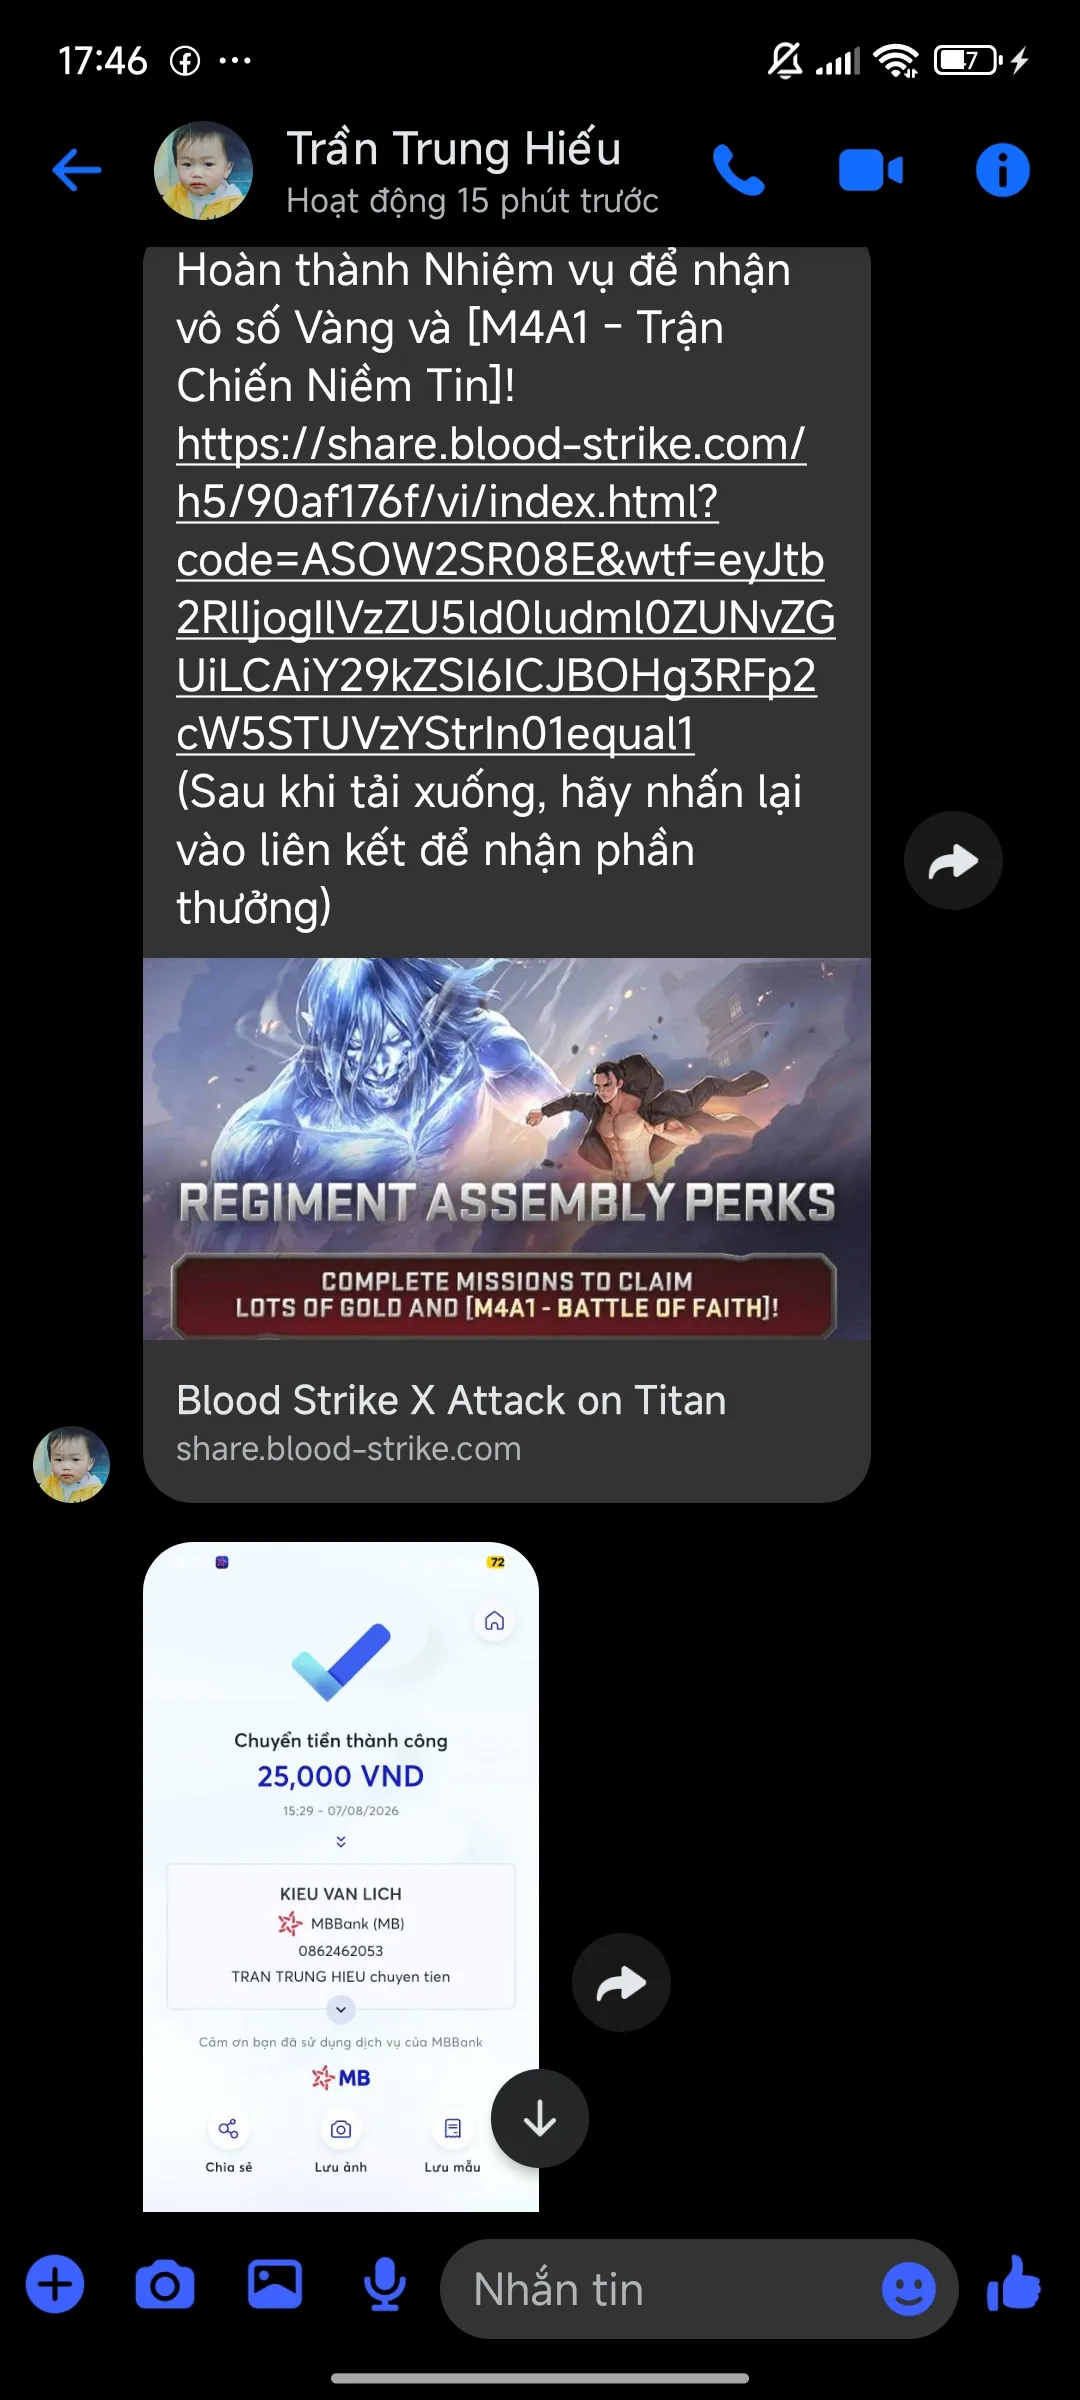 17:46
47
Trần Trung Hiếu
Hoạt động 15 phút trước
Hoàn thành Nhiệm vụ để nhận
vô số Vàng và [M4A1 - Trận
Chiến Niềm Tin]!
https://share.blood-strike.com/
h5/90af176f/vi/index.html?
code=ASOW2SR08E&wtf=eyJtb
2RlIjogIlVzZU5ld0ludml0ZUNvZG
UiLCAiY29kZSI6ICJBOHg3RFp2
cW5STUVzYStrIn01equal1
(Sau khi tải xuống, hãy nhấn lại
vào liên kết để nhận phần
thưởng)
REGIMENT ASSEMBLY PERKS
COMPLETE MISSIONS TO CLAIM
LOTS OF GOLD AND [M4A1 - BATTLE OF FAITH]!
Blood Strike X Attack on Titan
share.blood-strike.com
72
Chuyển tiền thành công
25,000 VND
15:29 - 07/08/2026
KIEU VAN LICH
MBBank (MB)
0862462053
TRAN TRUNG HIEU chuyen tien
Cảm ơn bạn đã sử dụng dịch vụ của MBBank
MB
Chia sẻ
Lưu ảnh
Lưu mẫu
Nhắn tin